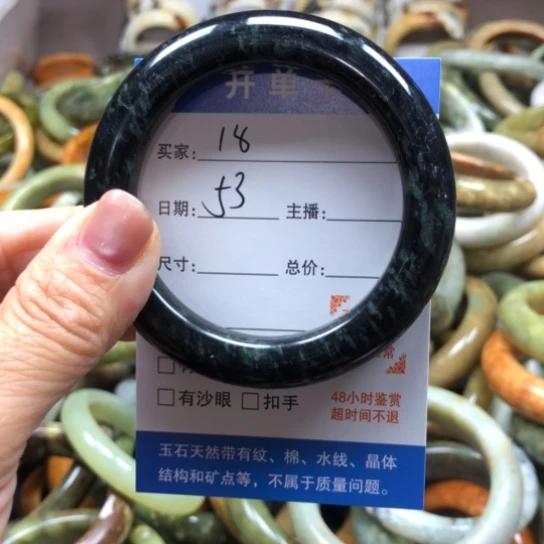 开单
买家: 18
日期: 53 主播:
尺寸: 总价:
□有沙眼 □扣手
48小时鉴赏
超时间不退
玉石天然带有纹、棉、水线、晶体
结构和矿点等，不属于质量问题。